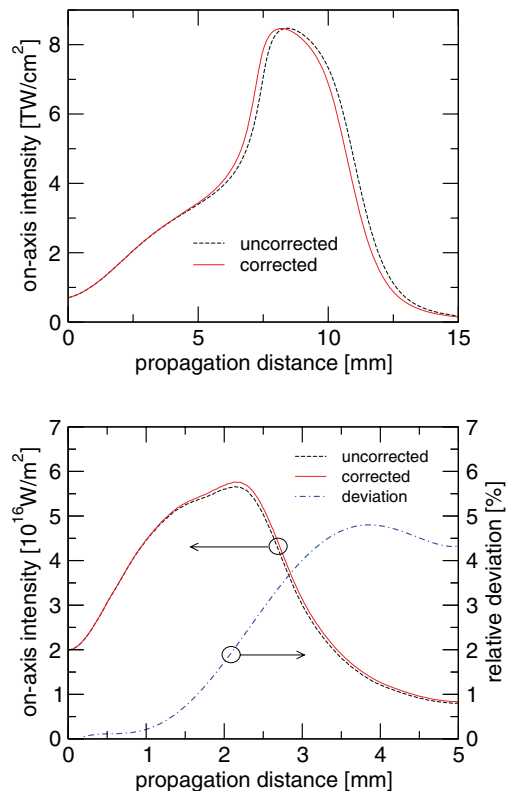 8
6
4
2
0
on-axis intensity [TW/cm²]
uncorrected
corrected
0 5 10 15
propagation distance [mm]
7
6
5
4
3
2
1
0
on-axis intensity [10¹⁶W/m²]
uncorrected
corrected
deviation
7
6
5
4
3
2
1
0
relative deviation [%]
0 1 2 3 4 5
propagation distance [mm]